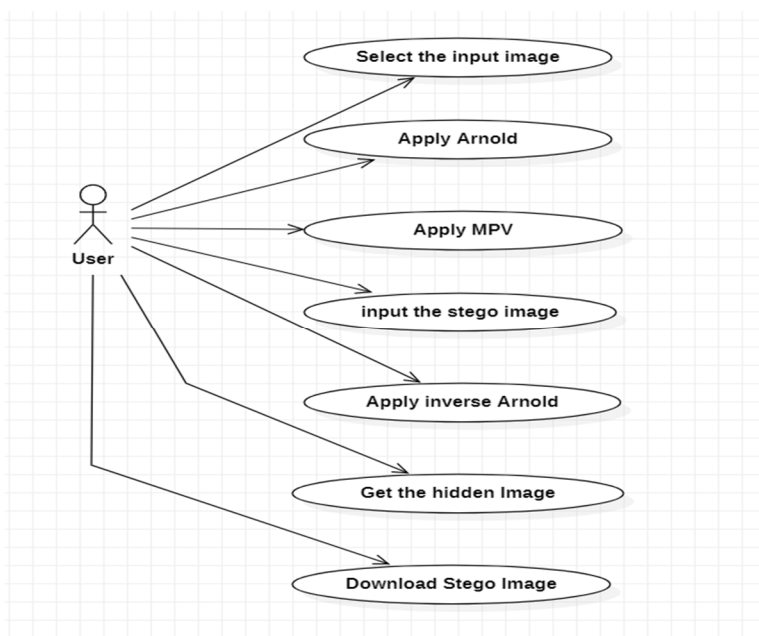 Select the input image
Apply Arnold
Apply MPV
User
input the stego image
Apply inverse Arnold
Get the hidden Image
Download Stego Image